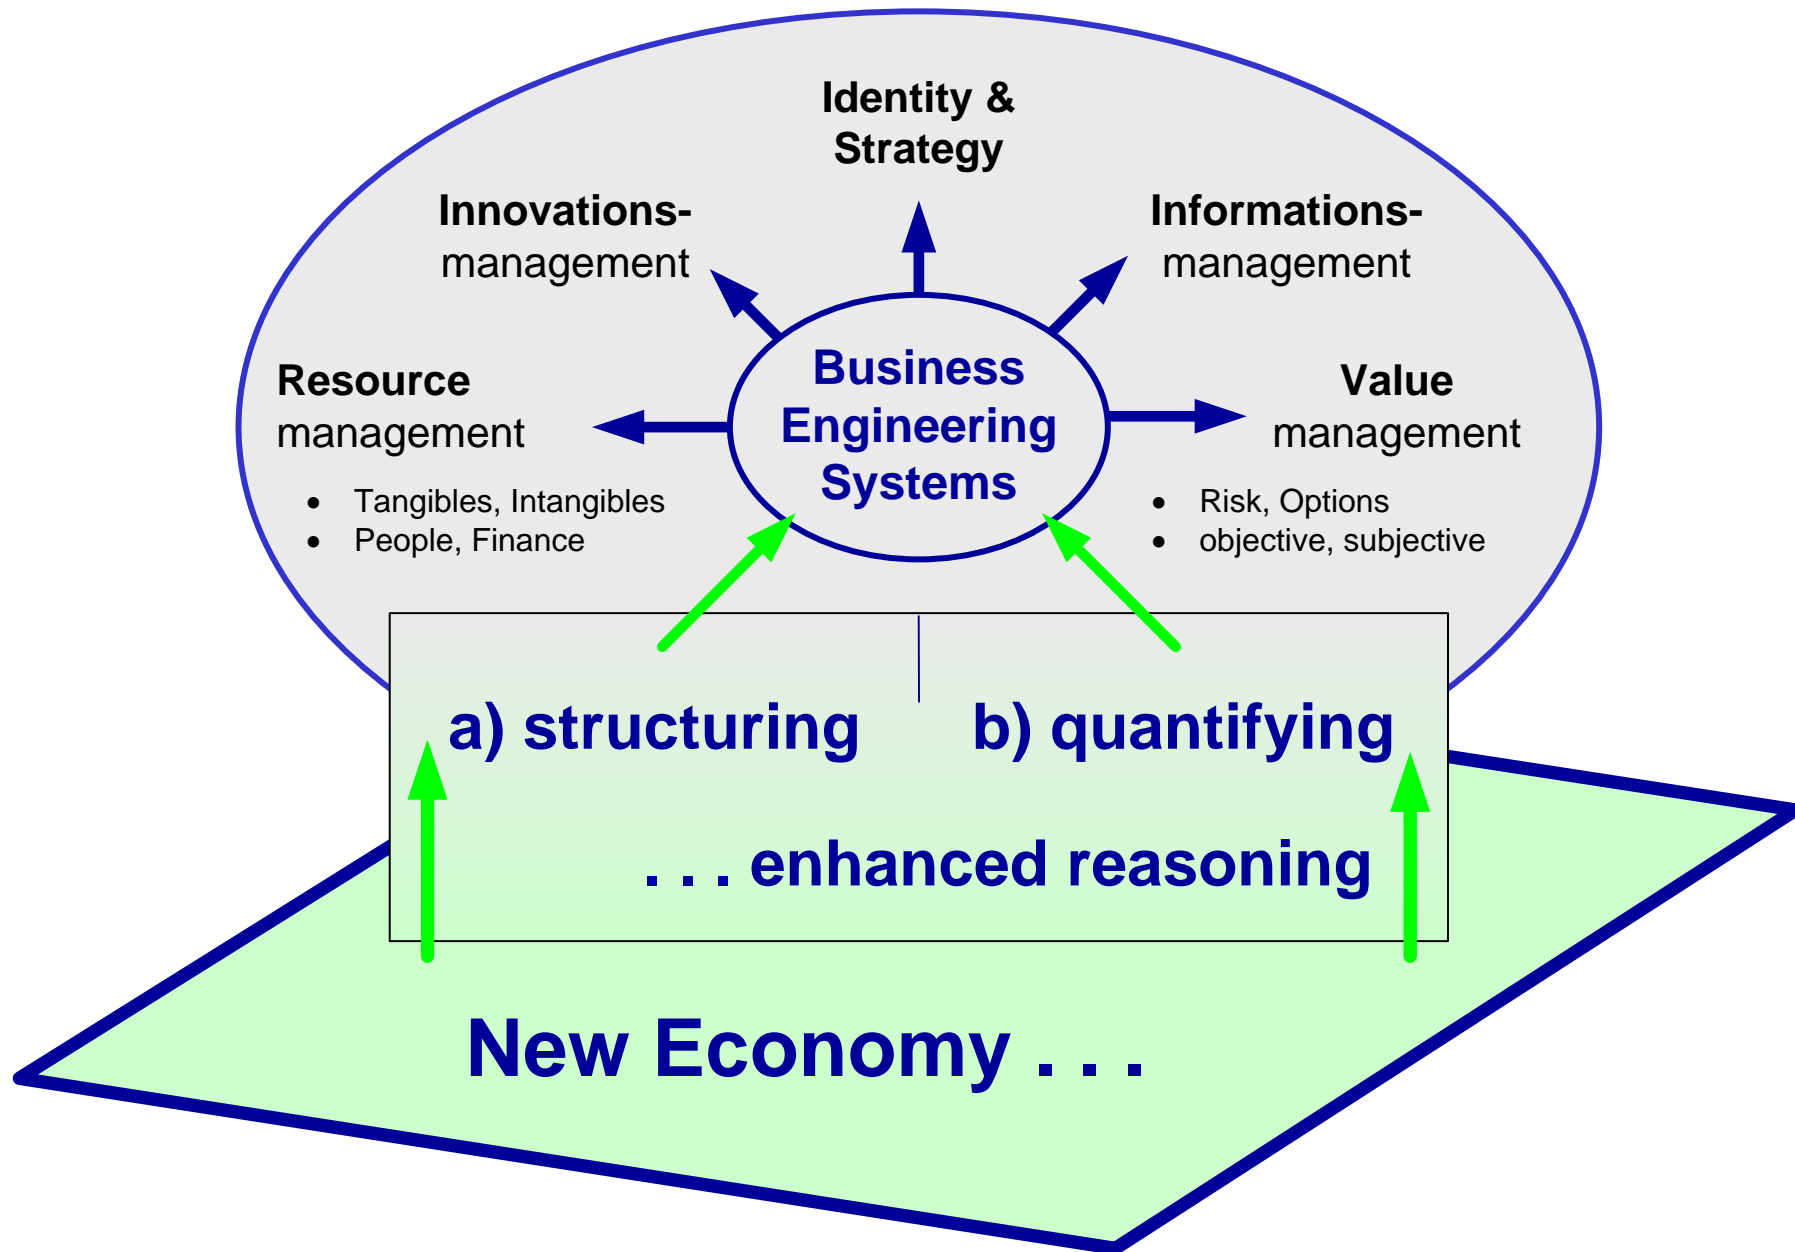 Identity &
Strategy
Innovations-
management
Informations-
management
Resource
management
• Tangibles, Intangibles
• People, Finance
Business
Engineering
Systems
Value
management
• Risk, Options
• objective, subjective
a) structuring
b) quantifying
. . . enhanced reasoning
New Economy . . .